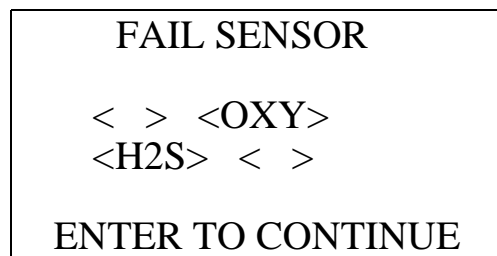 FAIL SENSOR
< > <OXY>
<H2S> < >
ENTER TO CONTINUE